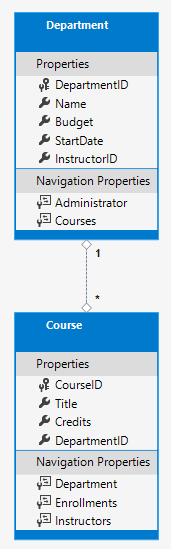 Department
Properties
DepartmentID
Name
Budget
StartDate
InstructorID
Navigation Properties
Administrator
Courses
1
*
Course
Properties
CourseID
Title
Credits
DepartmentID
Navigation Properties
Department
Enrollments
Instructors